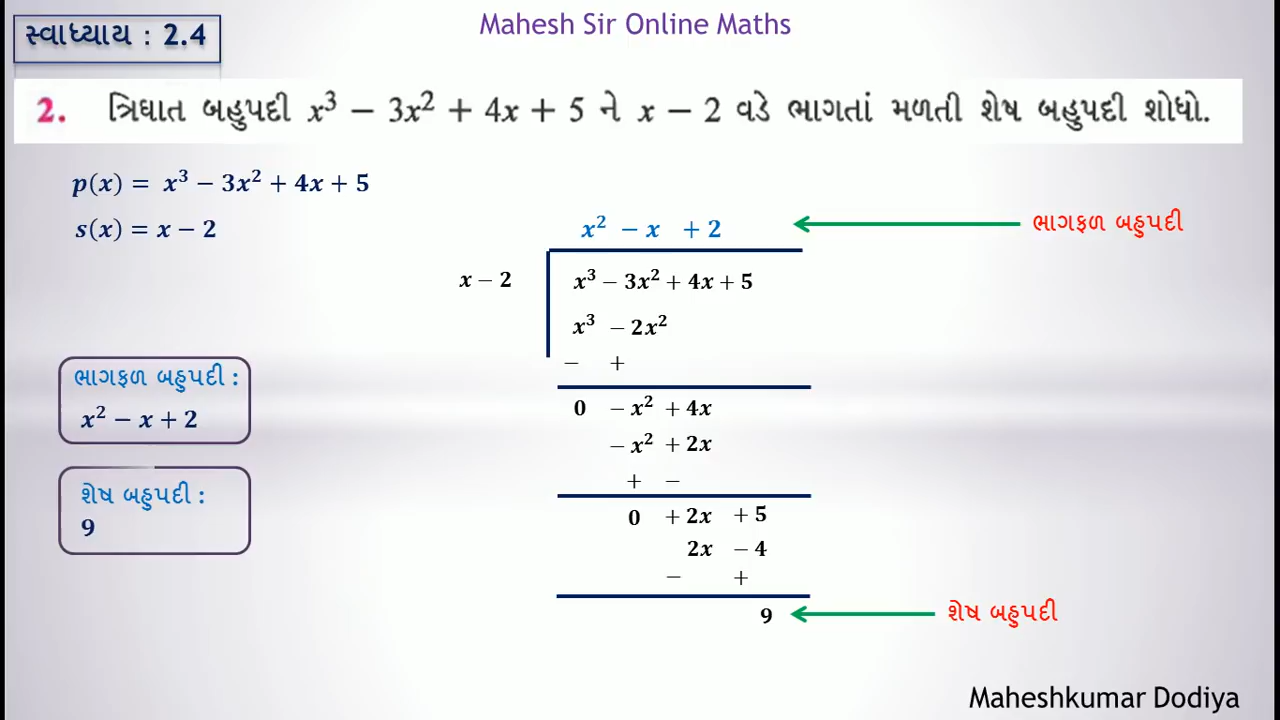 સ્વાધ્યાય : 2.4
Mahesh Sir Online Maths
2. ત્રિઘાત બહુપદી x³ − 3x² + 4x + 5 ને x − 2 વડે ભાગતાં મળતી શેષ બહુપદી શોધો.
p(x) = x³ − 3x² + 4x + 5
s(x) = x − 2
x² − x + 2
ભાગફળ બહુપદી
x − 2
x³ − 3x² + 4x + 5
x³ − 2x²
− +
0 − x² + 4x
− x² + 2x
+ −
0 + 2x + 5
2x − 4
− +
9
શેષ બહુપદી
ભાગફળ બહુપદી :
x² − x + 2
શેષ બહુપદી :
9
Maheshkumar Dodiya